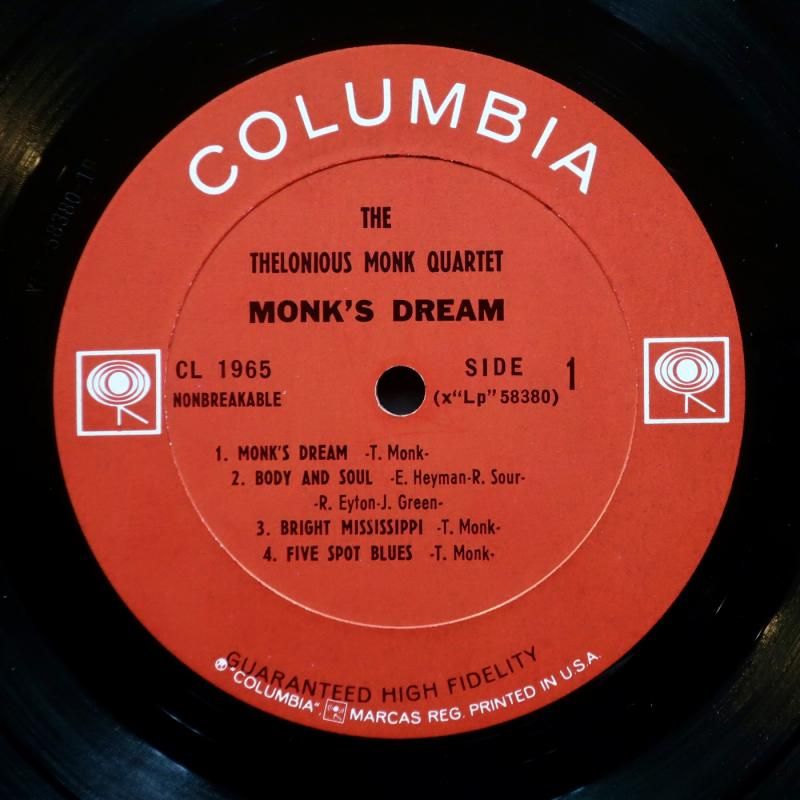 COLUMBIA
THE
THELONIOUS MONK QUARTET
MONK'S DREAM
CL 1965
NONBREAKABLE
SIDE 1
(x"Lp" 58380)
1. MONK'S DREAM -T. Monk-
2. BODY AND SOUL -E. Heyman-R. Sour-
-R. Eyton-J. Green-
3. BRIGHT MISSISSIPPI -T. Monk-
4. FIVE SPOT BLUES -T. Monk-
GUARANTEED HIGH FIDELITY
"COLUMBIA", MARCAS REG. PRINTED IN U.S.A.